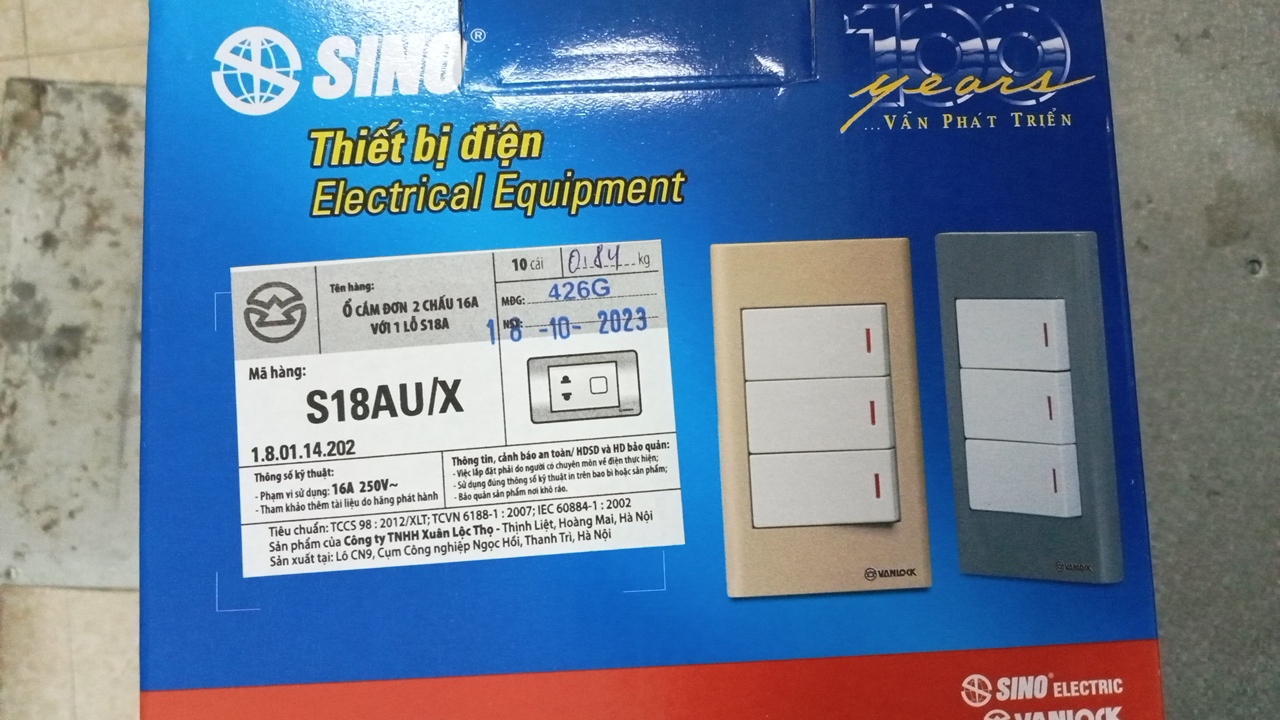 SINO®
100
years
...VẪN PHÁT TRIỂN
Thiết bị điện
Electrical Equipment
Tên hàng:
Ổ CẮM ĐƠN 2 CHẤU 16A
VỚI 1 LỖ S18A
10 cái 0.84 kg
MĐG: 426G
NSX: 18-10-2023
Mã hàng:
S18AU/X
1.8.01.14.202
Thông số kỹ thuật:
- Phạm vi sử dụng: 16A 250V~
- Tham khảo thêm tài liệu do hãng phát hành
Thông tin, cảnh báo an toàn/ HDSD và HD bảo quản:
- Việc lắp đặt phải do người có chuyên môn về điện thực hiện;
- Sử dụng đúng thông số kỹ thuật in trên bao bì hoặc sản phẩm;
- Bảo quản sản phẩm nơi khô ráo.
Tiêu chuẩn: TCCS 98 : 2012/XLT; TCVN 6188-1 : 2007; IEC 60884-1 : 2002
Sản phẩm của Công ty TNHH Xuân Lộc Thọ - Thịnh Liệt, Hoàng Mai, Hà Nội
Sản xuất tại: Lô CN9, Cụm Công nghiệp Ngọc Hồi, Thanh Trì, Hà Nội
VANLOCK
VANLOCK
SINO® ELECTRIC
VANLOCK